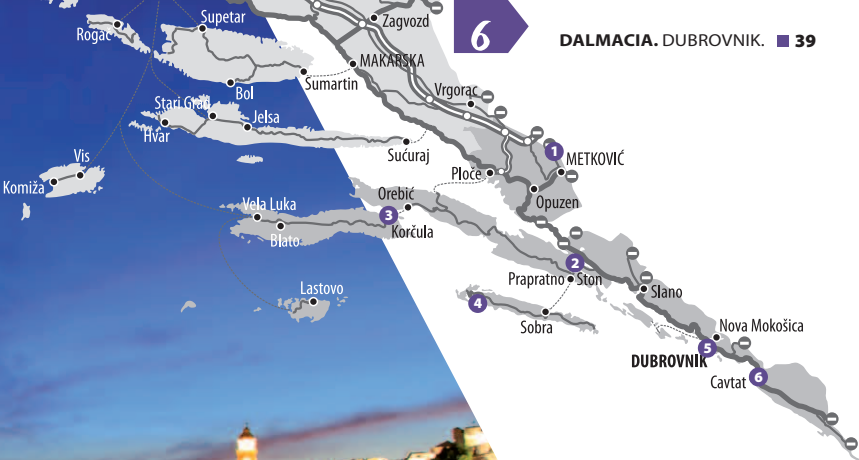 6
DALMACIA. DUBROVNIK. ■ 39
Supetar
Rogač
Zagvozd
MAKARSKA
Sumartin
Bol
Vrgorac
Stari Grad
Jelsa
Hvar
Sućuraj
1
METKOVIĆ
Vis
Komiža
Ploče
Opuzen
Orebić
Vela Luka
3
Korčula
Blato
2
Prapratno
Ston
Lastovo
4
Slano
Sobra
Nova Mokošica
5
DUBROVNIK
Cavtat
6